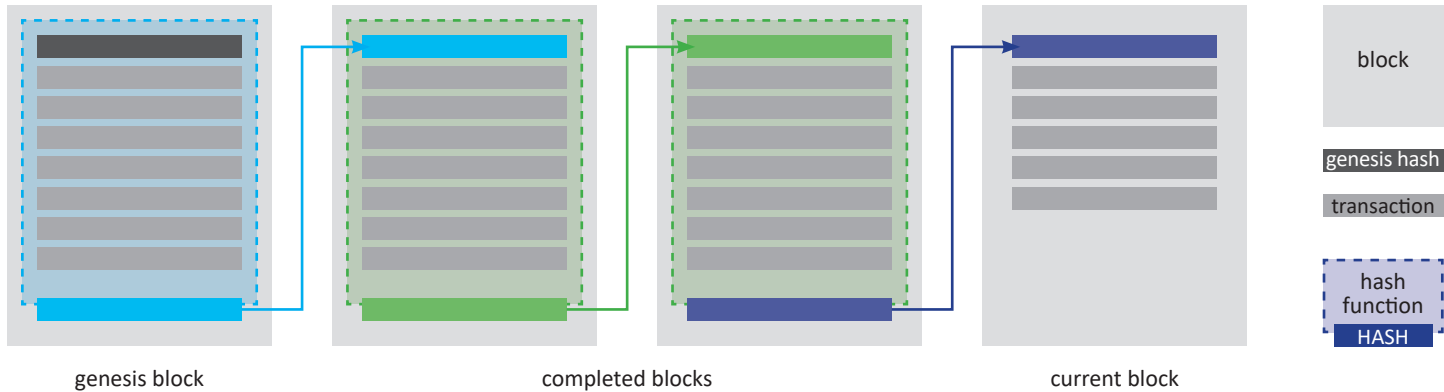 block
genesis hash
transaction
hash
function
HASH
genesis block
completed blocks
current block